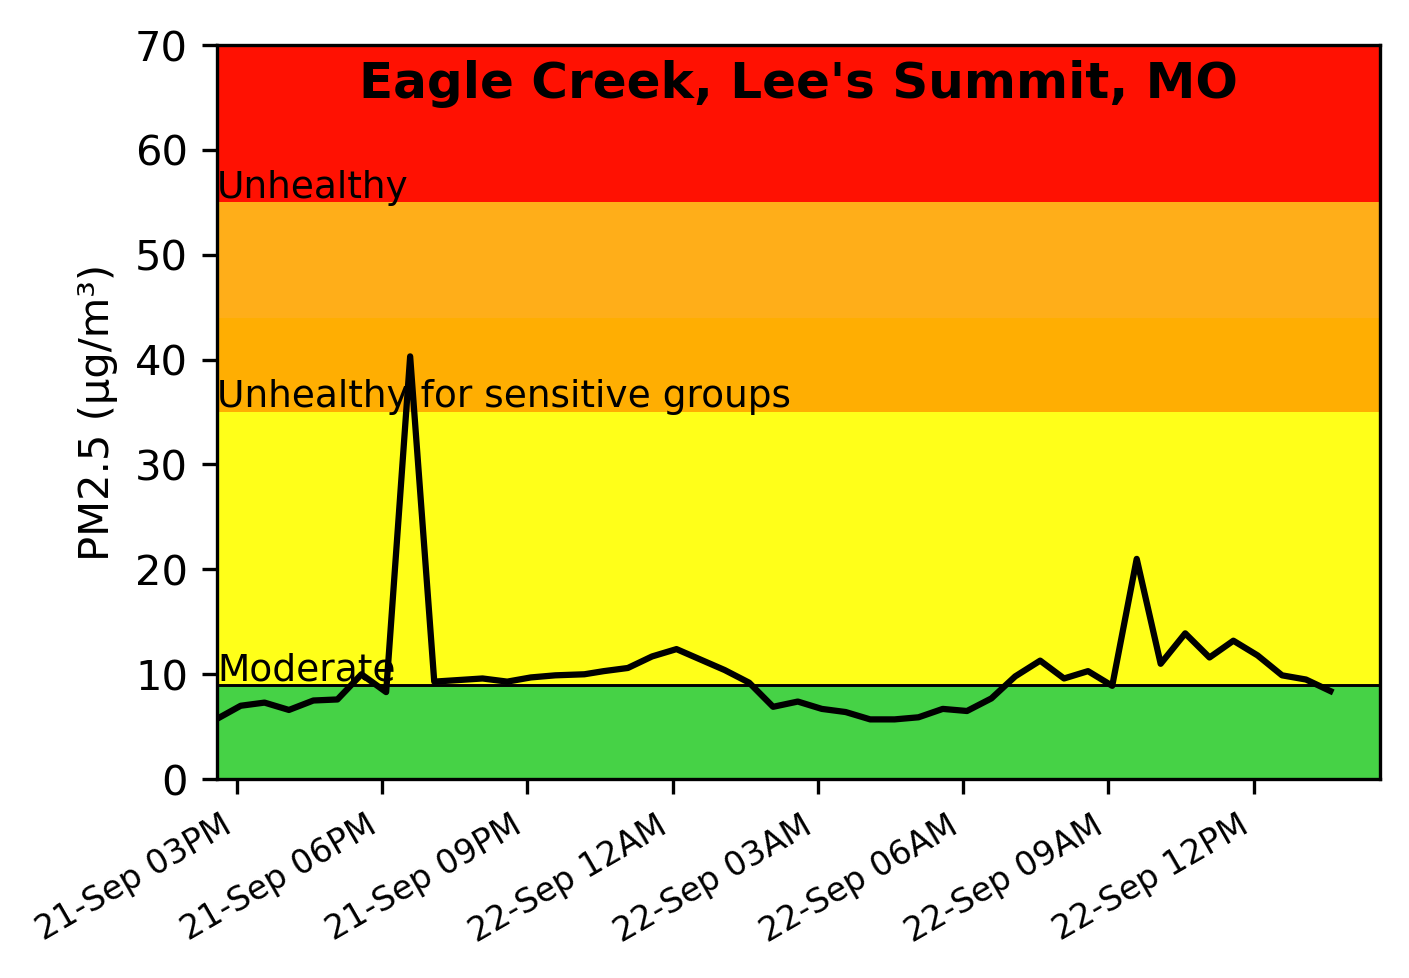 Eagle Creek, Lee's Summit, MO
70
60
50
40
30
20
10
0
PM2.5 (µg/m³)
Unhealthy
Unhealthy for sensitive groups
Moderate
21-Sep 03PM
21-Sep 06PM
21-Sep 09PM
22-Sep 12AM
22-Sep 03AM
22-Sep 06AM
22-Sep 09AM
22-Sep 12PM